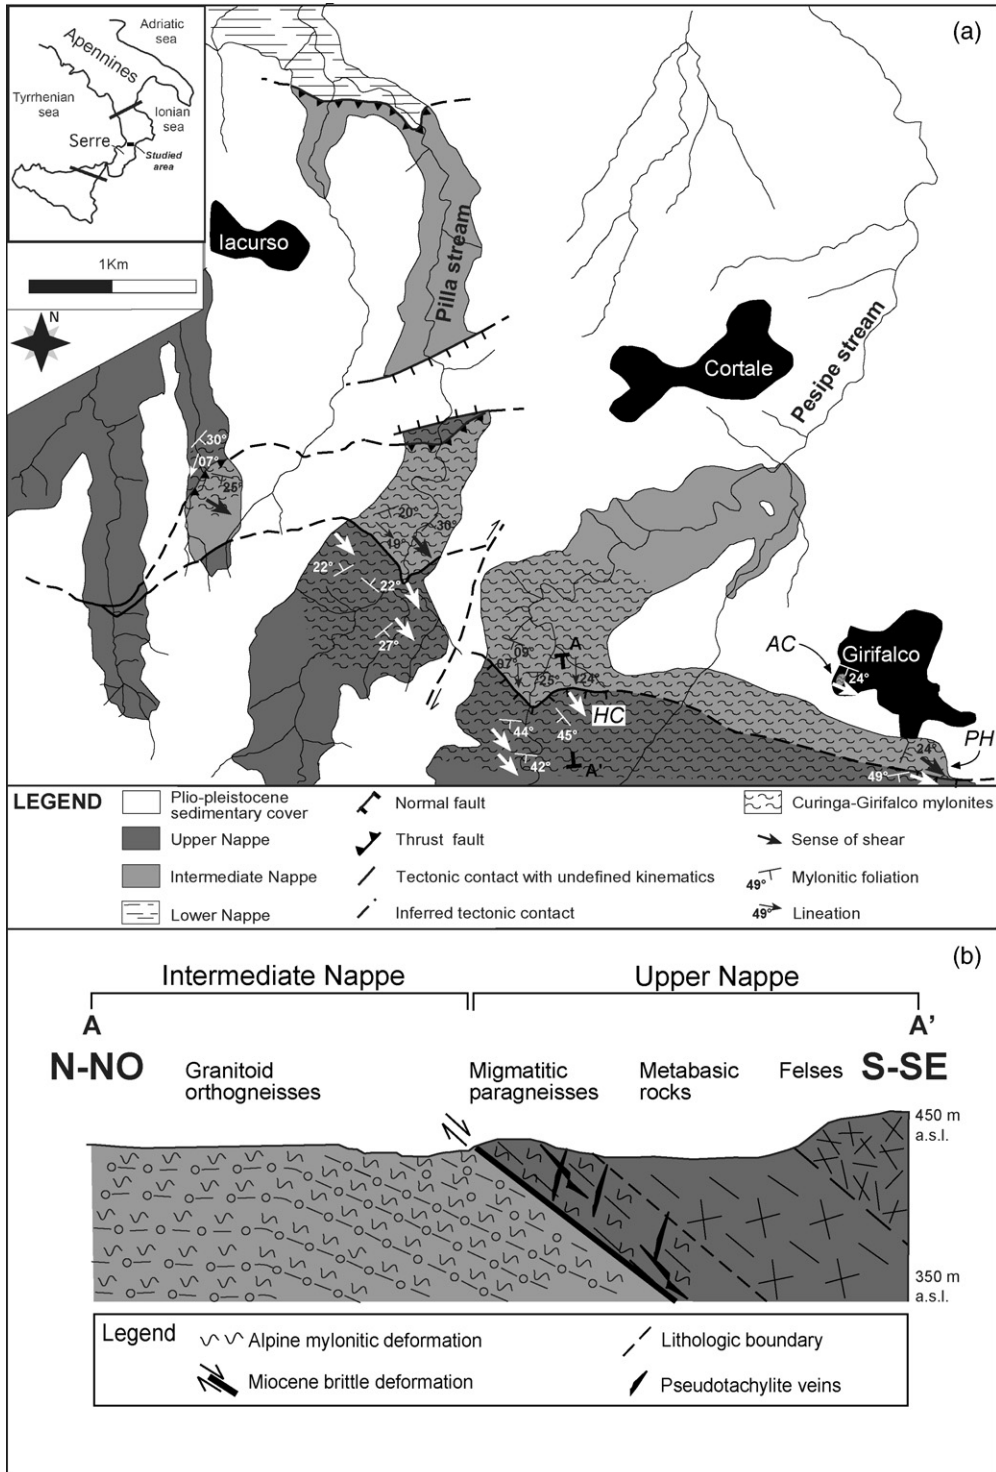 (a)
Adriatic
sea
Apennines
Tyrrhenian
sea
Ionian
sea
Serre
Studied
area
1Km
N
Iacurso
Pilla stream
Cortale
Pesipe stream
30°
07°
25°
20°
19°
30°
22°
22°
27°
09°
07°
25°
24°
A
HC
44°
45°
42°
A'
AC
Girifalco
24°
PH
24°
49°
LEGEND
Plio-pleistocene
sedimentary cover
Upper Nappe
Intermediate Nappe
Lower Nappe
Normal fault
Thrust fault
Tectonic contact with undefined kinematics
Inferred tectonic contact
Curinga-Girifalco mylonites
Sense of shear
49° Mylonitic foliation
49° Lineation
(b)
Intermediate Nappe
Upper Nappe
A
A'
N-NO
S-SE
Granitoid
orthogneisses
Migmatitic
paragneisses
Metabasic
rocks
Felses
450 m
a.s.l.
350 m
a.s.l.
Legend
Alpine mylonitic deformation
Miocene brittle deformation
Lithologic boundary
Pseudotachylite veins